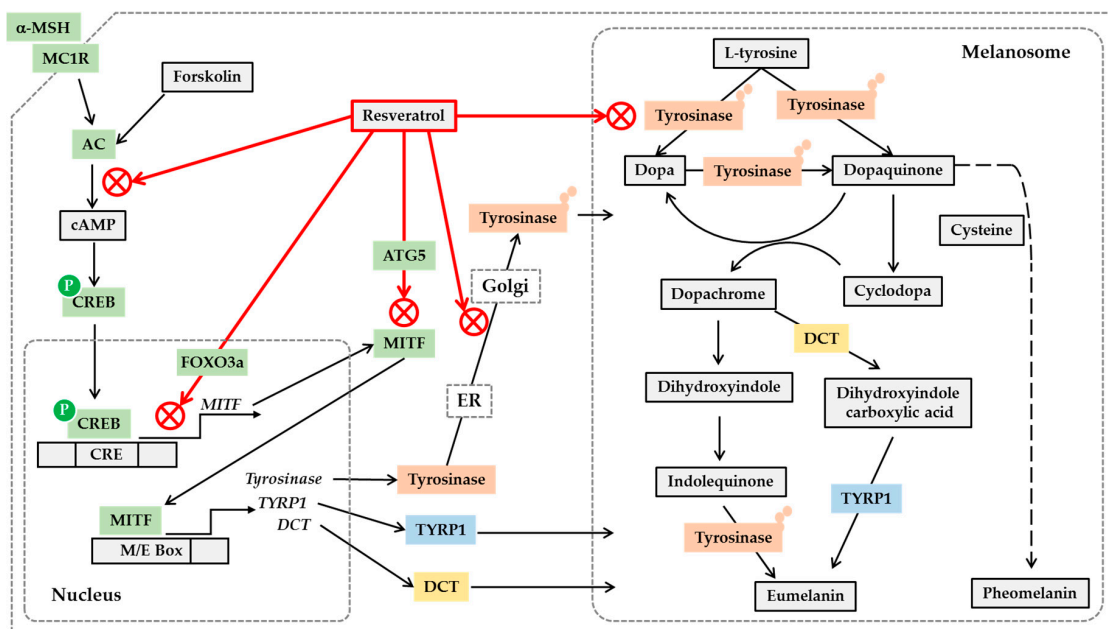 α-MSH
MC1R
Forskolin
AC
cAMP
P
CREB
Resveratrol
ATG5
MITF
FOXO3a
P
CREB
CRE
MITF
MITF
M/E Box
Nucleus
Tyrosinase
TYRP1
DCT
Tyrosinase
ER
Golgi
Tyrosinase
TYRP1
DCT
Melanosome
L-tyrosine
Tyrosinase
Tyrosinase
Dopa
Tyrosinase
Dopaquinone
Cysteine
Dopachrome
Cyclodopa
DCT
Dihydroxyindole
Dihydroxyindole
carboxylic acid
Indolequinone
TYRP1
Tyrosinase
Eumelanin
Pheomelanin